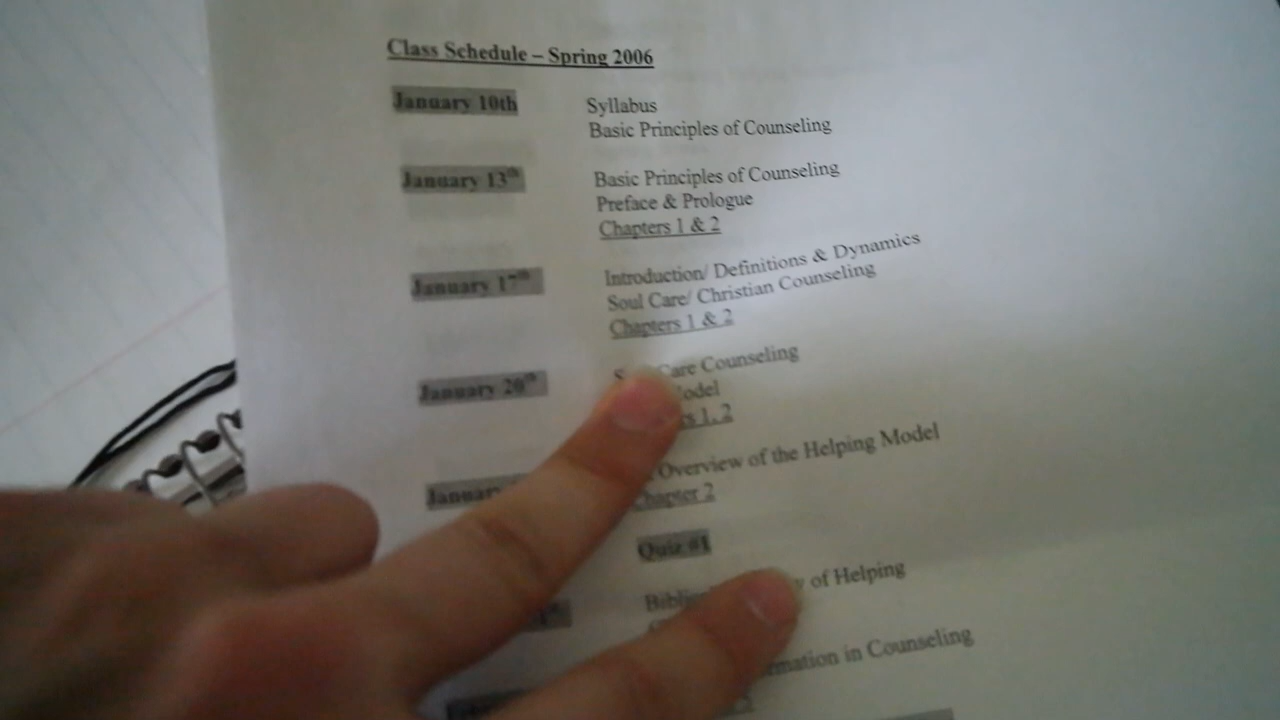 Class Schedule – Spring 2006
January 10th Syllabus
Basic Principles of Counseling
January 13th Basic Principles of Counseling
Preface & Prologue
Chapters 1 & 2
January 17th Introduction/ Definitions & Dynamics
Soul Care/ Christian Counseling
Chapters 1 & 2
January 20th Care Counseling
1, 2
Overview of the Helping Model
Chapter 2
Quiz #1
of Helping
in Counseling